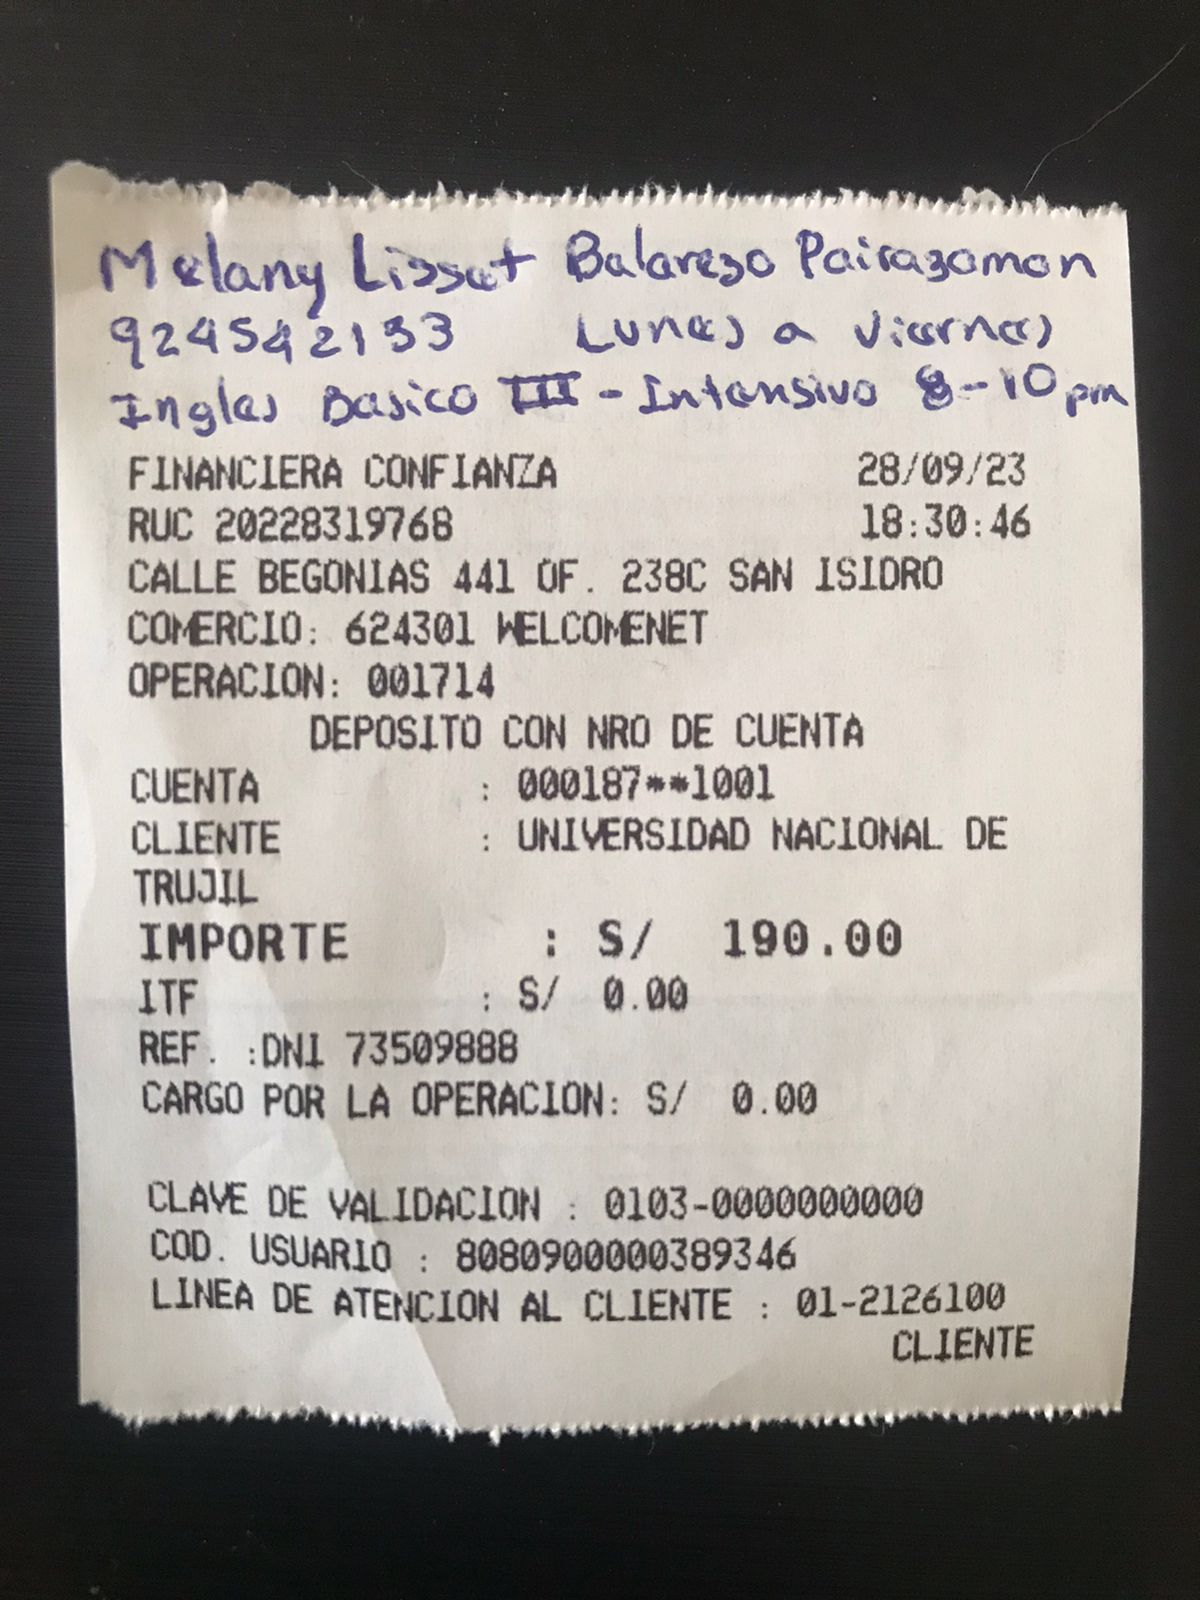 Melany Lisset Balarezo Pairazaman
924542133 Lunes a Viernes
Ingles Basico III - Intensivo 8-10 pm
FINANCIERA CONFIANZA 28/09/23
RUC 20228319768 18:30:46
CALLE BEGONIAS 441 OF. 238C SAN ISIDRO
COMERCIO: 624301 WELCOMENET
OPERACION: 001714
DEPOSITO CON NRO DE CUENTA
CUENTA : 000187**1001
CLIENTE : UNIVERSIDAD NACIONAL DE
TRUJIL
IMPORTE : S/ 190.00
ITF : S/ 0.00
REF. :DNI 73509888
CARGO POR LA OPERACION: S/ 0.00
CLAVE DE VALIDACION : 0103-0000000000
COD. USUARIO : 8080900000389346
LINEA DE ATENCION AL CLIENTE : 01-2126100
CLIENTE